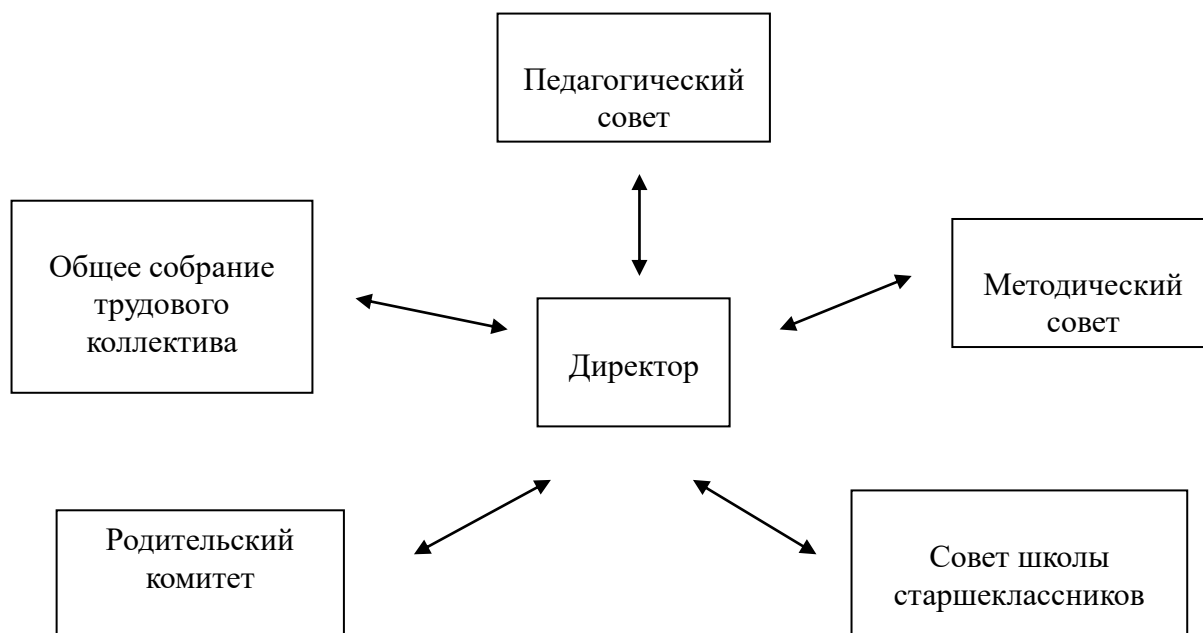 Педагогический
совет
Общее собрание
трудового
коллектива
Методический
совет
Директор
Родительский
комитет
Совет школы
старшеклассников